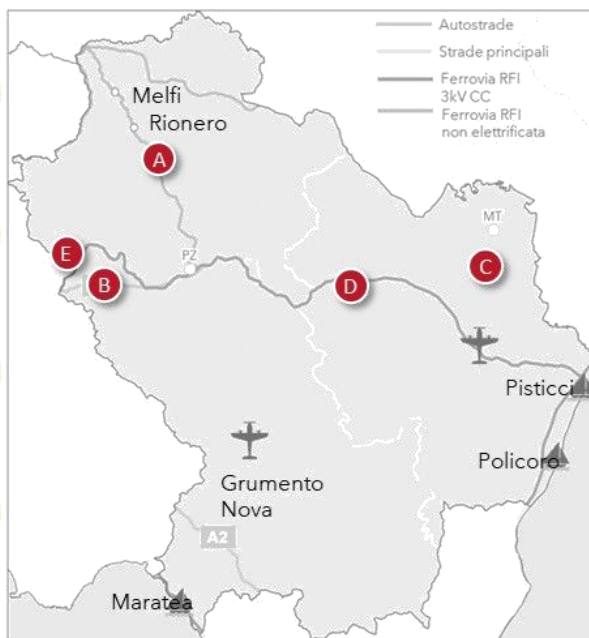 Autostrade
Strade principali
Ferrovia RFI
3kV CC
Ferrovia RFI
non elettrificata
Melfi
Rionero
A
MT
E
PZ
C
B
D
Pisticci
Policoro
Grumento
Nova
A2
Maratea